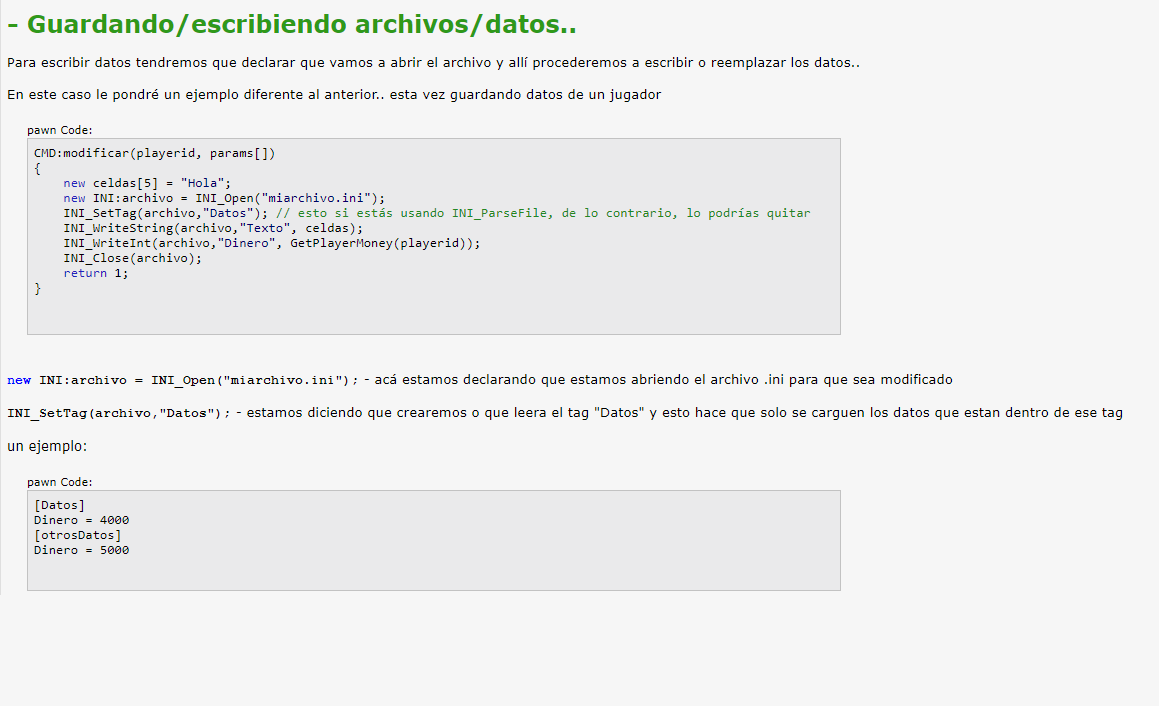 - Guardando/escribiendo archivos/datos..
Para escribir datos tendremos que declarar que vamos a abrir el archivo y allí procederemos a escribir o reemplazar los datos..
En este caso le pondré un ejemplo diferente al anterior.. esta vez guardando datos de un jugador
pawn Code:
CMD:modificar(playerid, params[])
{
    new celdas[5] = "Hola";
    new INI:archivo = INI_Open("miarchivo.ini");
    INI_SetTag(archivo,"Datos"); // esto si estás usando INI_ParseFile, de lo contrario, lo podrías quitar
    INI_WriteString(archivo,"Texto", celdas);
    INI_WriteInt(archivo,"Dinero", GetPlayerMoney(playerid));
    INI_Close(archivo);
    return 1;
}
new INI:archivo = INI_Open("miarchivo.ini"); - acá estamos declarando que estamos abriendo el archivo .ini para que sea modificado
INI_SetTag(archivo,"Datos"); - estamos diciendo que crearemos o que leera el tag "Datos" y esto hace que solo se carguen los datos que estan dentro de ese tag
un ejemplo:
pawn Code:
[Datos]
Dinero = 4000
[otrosDatos]
Dinero = 5000